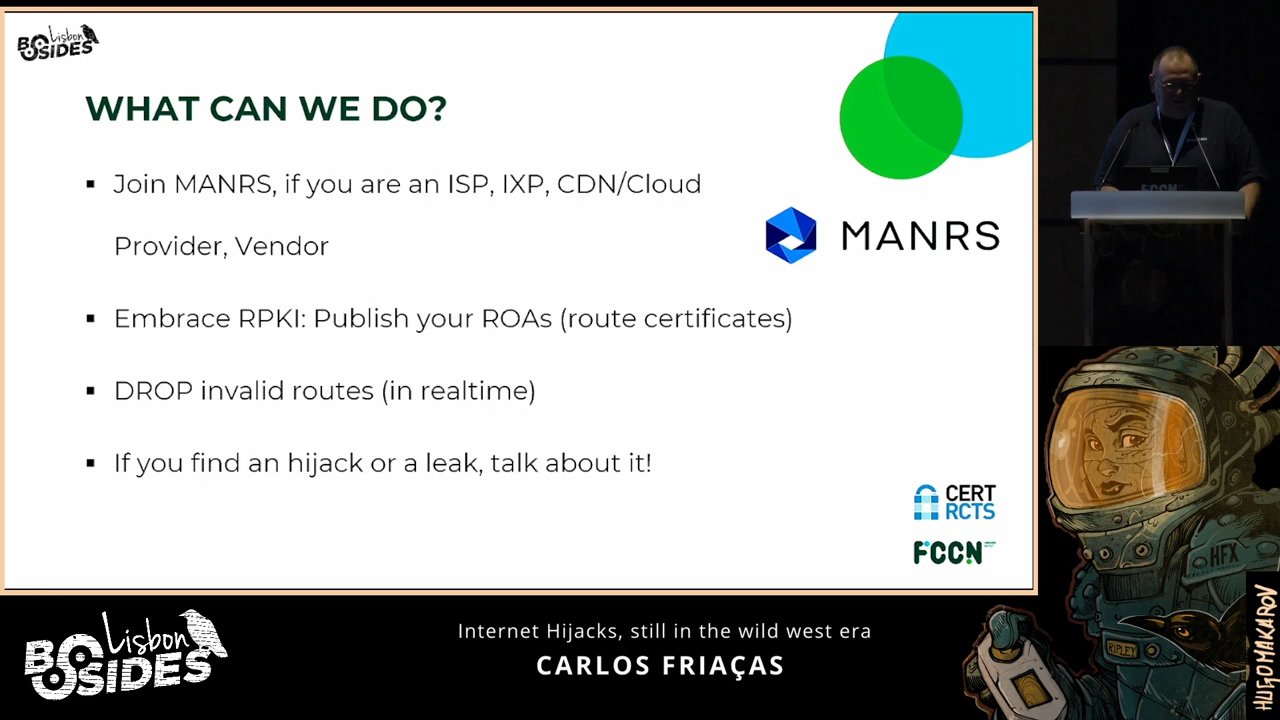 Lisbon
BSIDES
WHAT CAN WE DO?
▪ Join MANRS, if you are an ISP, IXP, CDN/Cloud
Provider, Vendor
MANRS
▪ Embrace RPKI: Publish your ROAs (route certificates)
▪ DROP invalid routes (in realtime)
▪ If you find an hijack or a leak, talk about it!
CERT
RCTS
FCCN
FCCN
HFX
RIPLEY
HUGOMAKAROV
Lisbon
BSIDES
Internet Hijacks, still in the wild west era
CARLOS FRIAÇAS